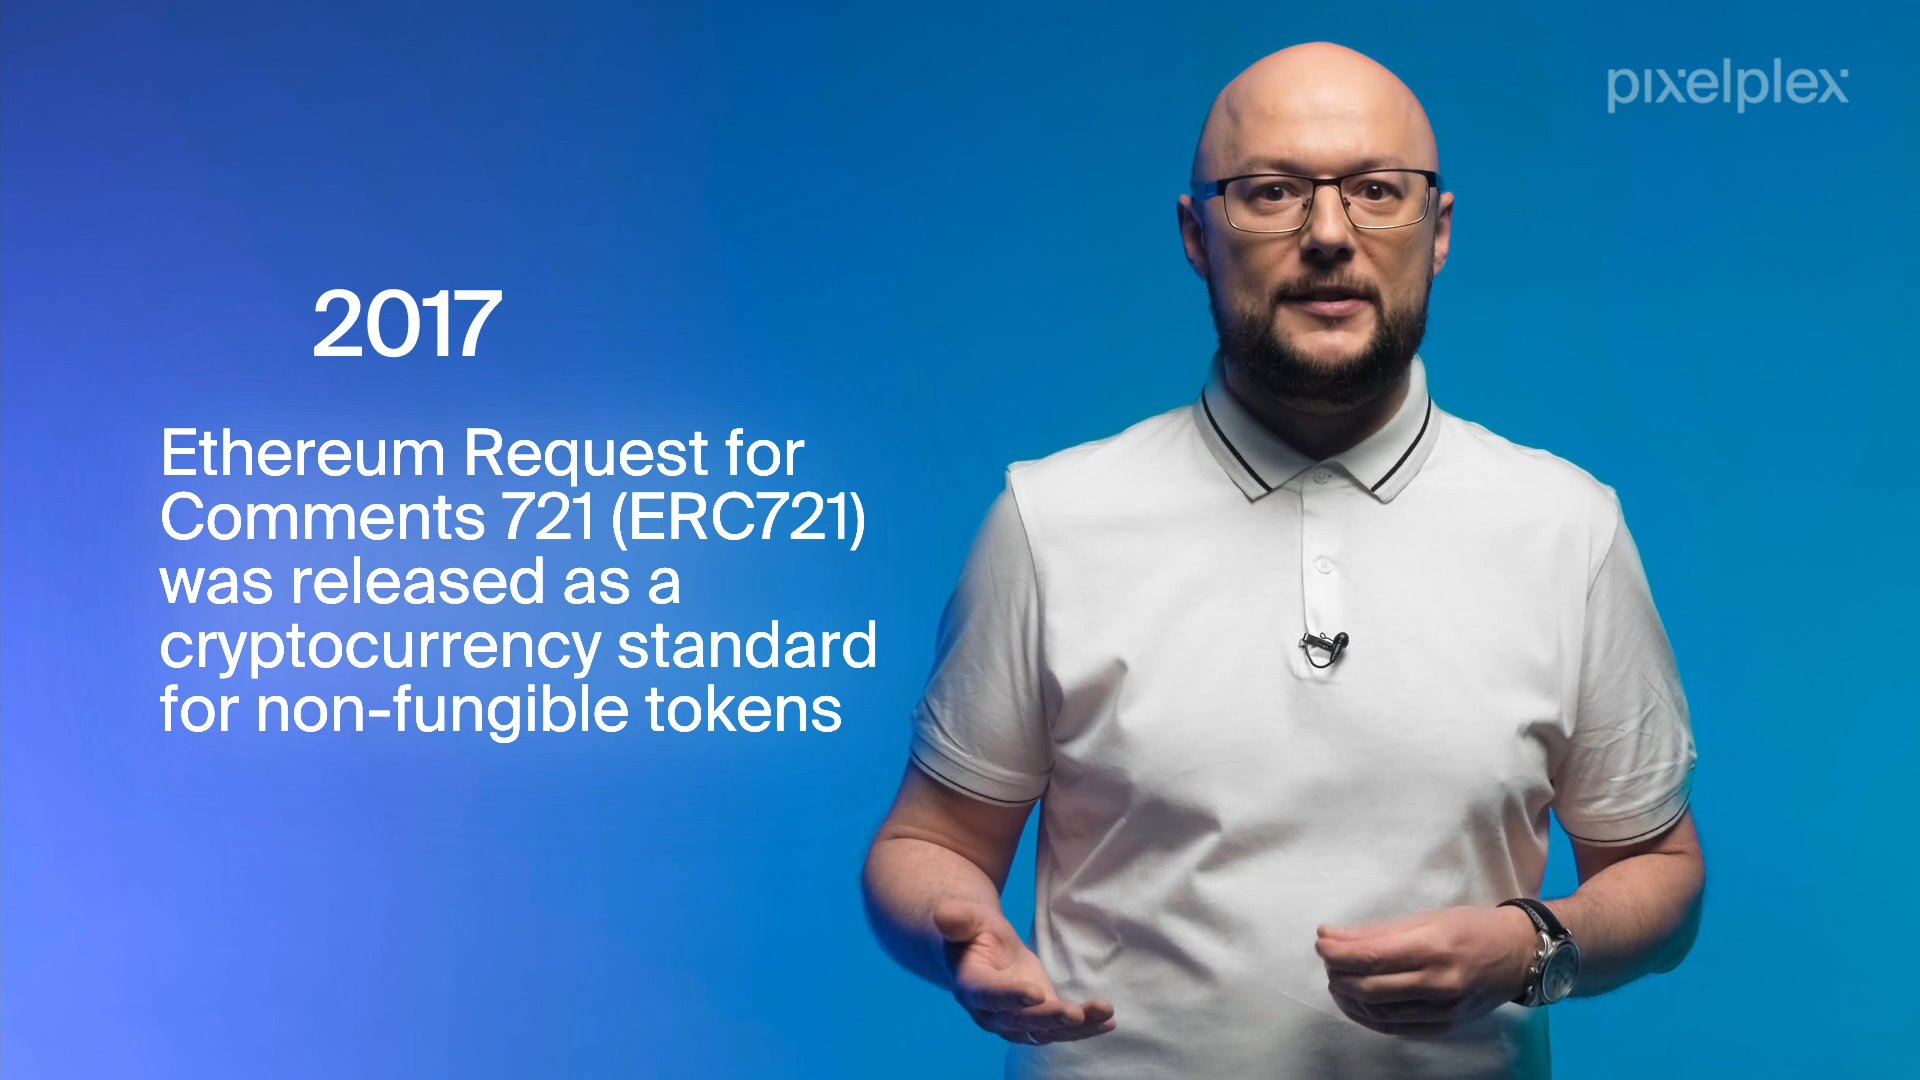 pixelplex
2017
Ethereum Request for
Comments 721 (ERC721)
was released as a
cryptocurrency standard
for non-fungible tokens